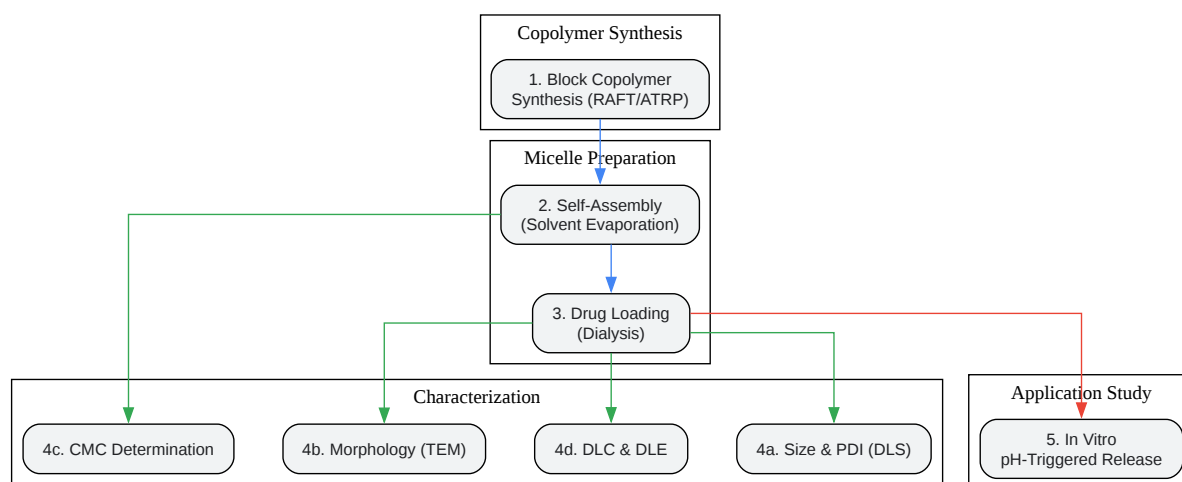 Copolymer Synthesis
1. Block Copolymer
Synthesis (RAFT/ATRP)
Micelle Preparation
2. Self-Assembly
(Solvent Evaporation)
3. Drug Loading
(Dialysis)
Characterization
4c. CMC Determination
4b. Morphology (TEM)
4d. DLC & DLE
4a. Size & PDI (DLS)
Application Study
5. In Vitro
pH-Triggered Release